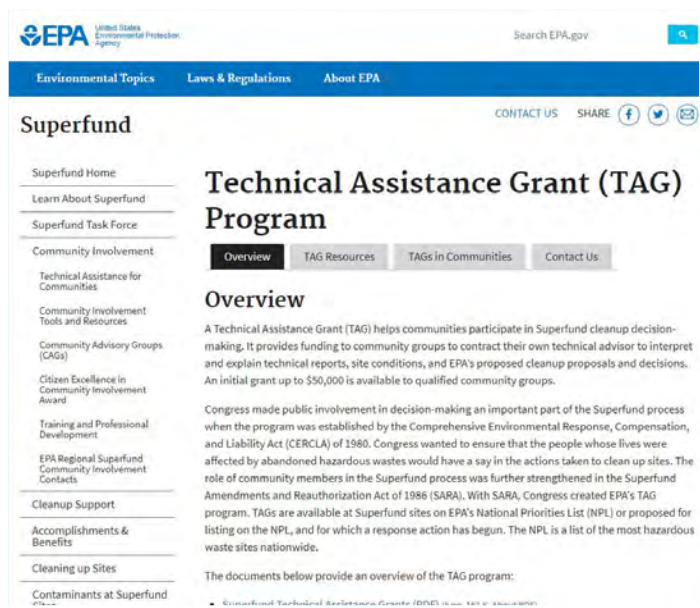 EPA United States
Environmental Protection
Agency
Search EPA.gov
Environmental Topics Laws & Regulations About EPA
CONTACT US SHARE
Superfund
Superfund Home
Learn About Superfund
Superfund Task Force
Community Involvement
Technical Assistance for
Communities
Community Involvement
Tools and Resources
Community Advisory Groups
(CAGs)
Citizen Excellence in
Community Involvement
Award
Training and Professional
Development
EPA Regional Superfund
Community Involvement
Contacts
Cleanup Support
Accomplishments &
Benefits
Cleaning up Sites
Contaminants at Superfund
Sites
Technical Assistance Grant (TAG)
Program
Overview TAG Resources TAGs in Communities Contact Us
Overview
A Technical Assistance Grant (TAG) helps communities participate in Superfund cleanup decision-
making. It provides funding to community groups to contract their own technical advisor to interpret
and explain technical reports, site conditions, and EPA's proposed cleanup proposals and decisions.
An initial grant up to $50,000 is available to qualified community groups.
Congress made public involvement in decision-making an important part of the Superfund process
when the program was established by the Comprehensive Environmental Response, Compensation,
and Liability Act (CERCLA) of 1980. Congress wanted to ensure that the people whose lives were
affected by abandoned hazardous wastes would have a say in the actions taken to clean up sites. The
role of community members in the Superfund process was further strengthened in the Superfund
Amendments and Reauthorization Act of 1986 (SARA). With SARA, Congress created EPA's TAG
program. TAGs are available at Superfund sites on EPA's National Priorities List (NPL) or proposed for
listing on the NPL, and for which a response action has begun. The NPL is a list of the most hazardous
waste sites nationwide.
The documents below provide an overview of the TAG program:
Superfund Technical Assistance Grants (PDF)